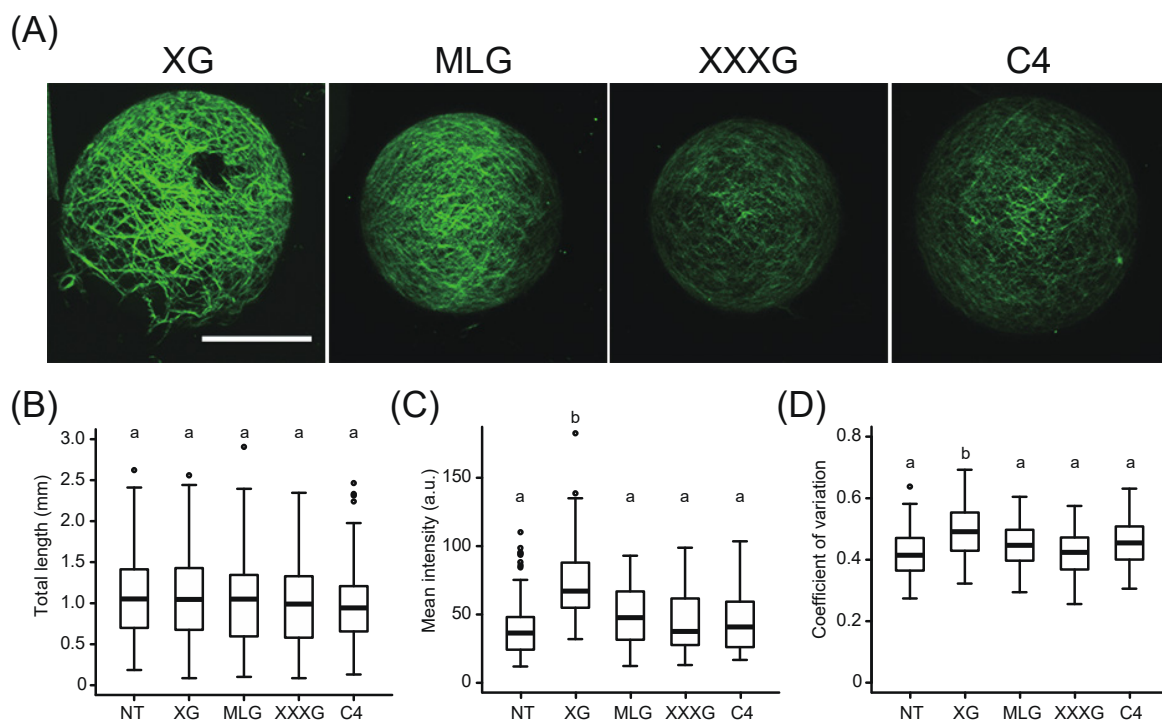 (A)
XG MLG XXXG C4
(B)
Total length (mm)
3.0
2.5
2.0
1.5
1.0
0.5
0
a a a a a
NT XG MLG XXXG C4
(C)
Mean intensity (a.u.)
150
100
50
0
a b a a a
NT XG MLG XXXG C4
(D)
Coefficient of variation
0.8
0.6
0.4
0.2
0
a b a a a
NT XG MLG XXXG C4